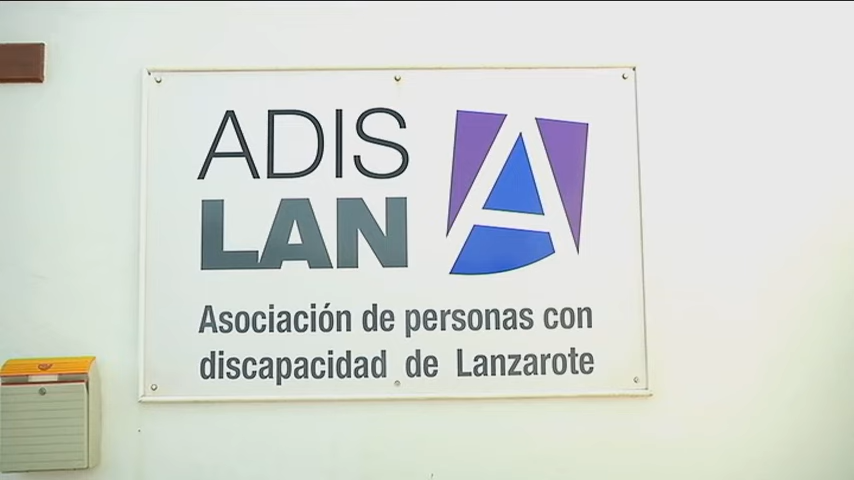 ADIS
LAN
Asociación de personas con
discapacidad de Lanzarote